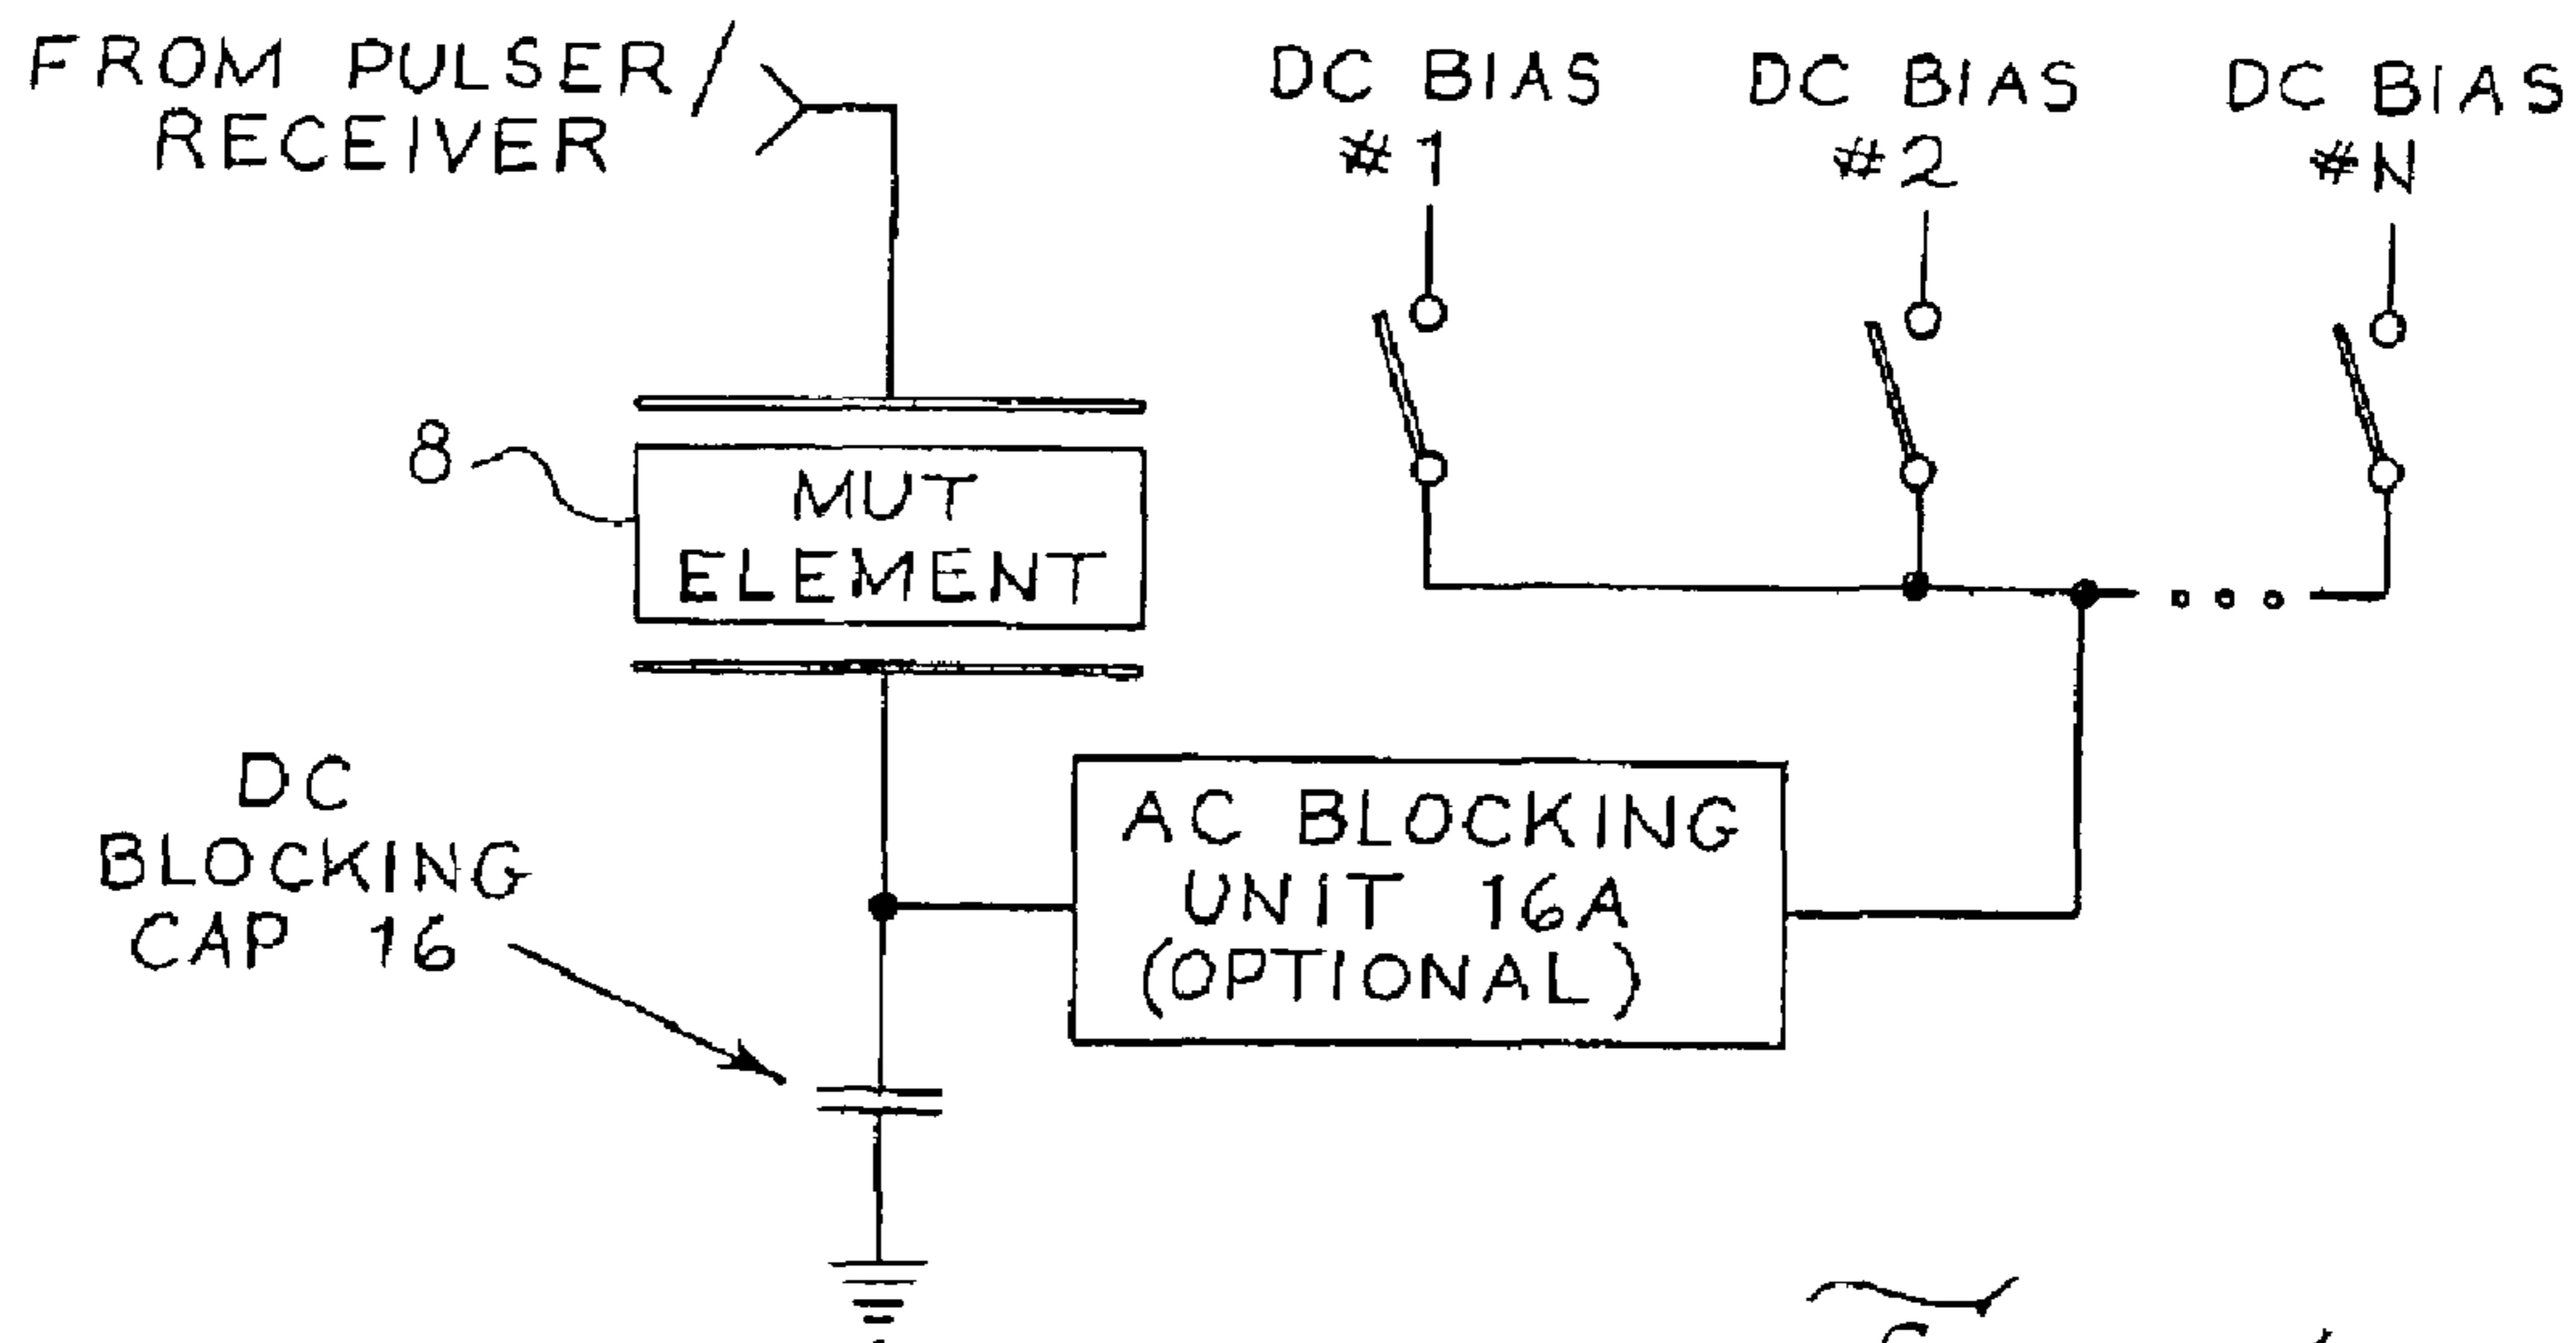 FROM PULSER/
RECEIVER
DC BIAS
#1
DC BIAS
#2
DC BIAS
#N
8
MUT
ELEMENT
DC
BLOCKING
CAP 16
AC BLOCKING
UNIT 16A
(OPTIONAL)